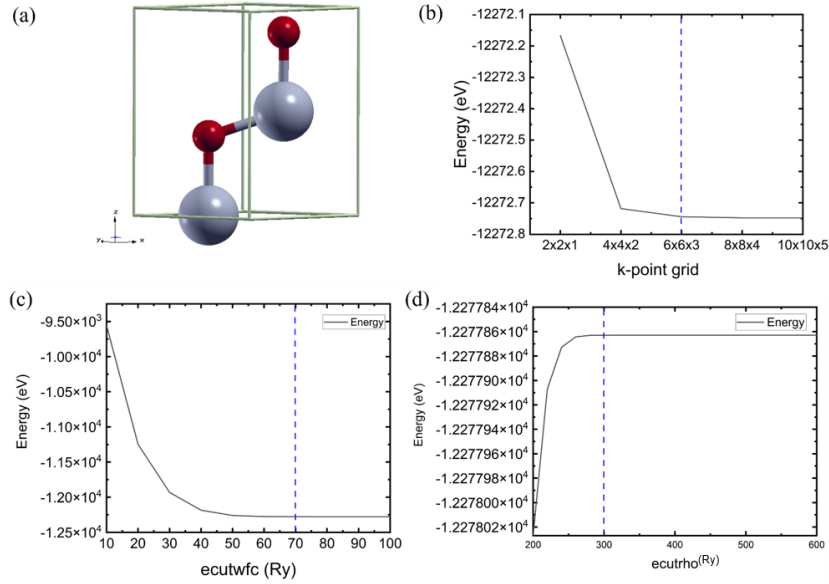 (a)
z
y
x
(b)
-12272.1
-12272.2
-12272.3
-12272.4
-12272.5
-12272.6
-12272.7
-12272.8
Energy (eV)
2x2x1 4x4x2 6x6x3 8x8x4 10x10x5
k-point grid
(c)
-9.50×10³
-1.00×10⁴
-1.05×10⁴
-1.10×10⁴
-1.15×10⁴
-1.20×10⁴
-1.25×10⁴
Energy (eV)
Energy
10 20 30 40 50 60 70 80 90 100
ecutwfc (Ry)
(d)
-1.227784×10⁴
-1.227786×10⁴
-1.227788×10⁴
-1.227790×10⁴
-1.227792×10⁴
-1.227794×10⁴
-1.227796×10⁴
-1.227798×10⁴
-1.227800×10⁴
-1.227802×10⁴
Energy (eV)
Energy
200 300 400 500 600
ecutrho(Ry)